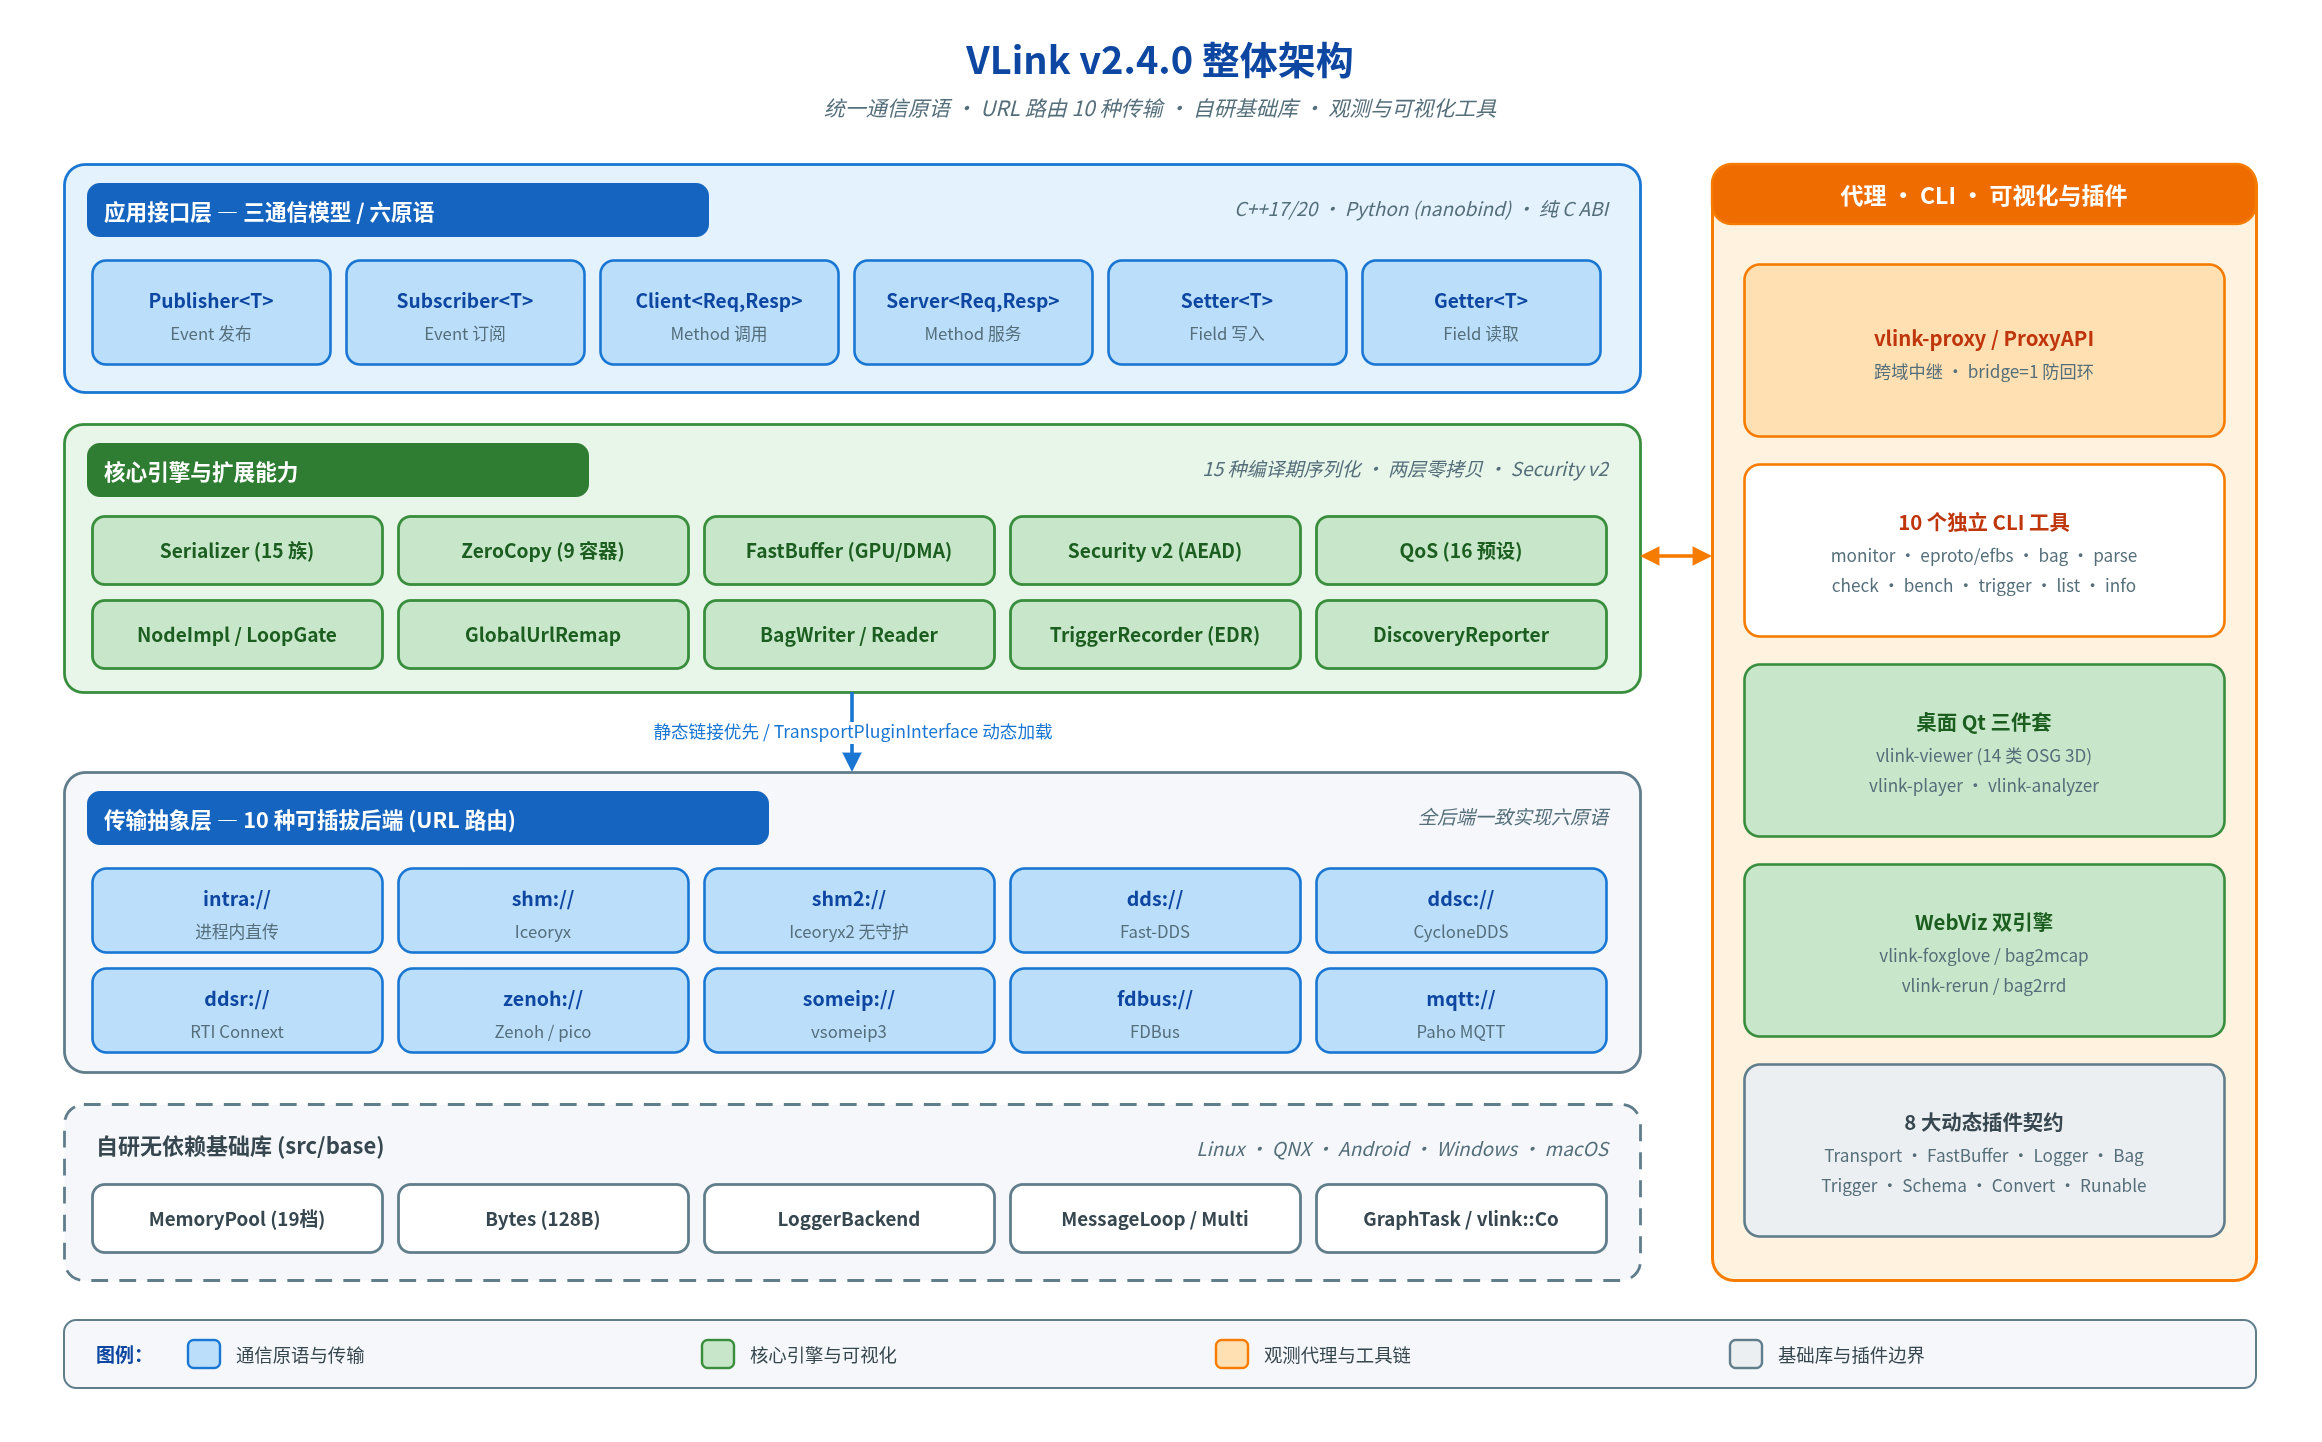 VLink v2.4.0 整体架构
统一通信原语 • URL 路由 10 种传输 • 自研基础库 • 观测与可视化工具
应用接口层 — 三通信模型 / 六原语
C++17/20 • Python (nanobind) • 纯 C ABI
Publisher<T>
Event 发布
Subscriber<T>
Event 订阅
Client<Req,Resp>
Method 调用
Server<Req,Resp>
Method 服务
Setter<T>
Field 写入
Getter<T>
Field 读取
核心引擎与扩展能力
15 种编译期序列化 • 两层零拷贝 • Security v2
Serializer (15 族)
ZeroCopy (9 容器)
FastBuffer (GPU/DMA)
Security v2 (AEAD)
QoS (16 预设)
NodeImpl / LoopGate
GlobalUrlRemap
BagWriter / Reader
TriggerRecorder (EDR)
DiscoveryReporter
静态链接优先 / TransportPluginInterface 动态加载
传输抽象层 — 10 种可插拔后端 (URL 路由)
全后端一致实现六原语
intra://
进程内直传
shm://
Iceoryx
shm2://
Iceoryx2 无守护
dds://
Fast-DDS
ddsc://
CycloneDDS
ddsr://
RTI Connext
zenoh://
Zenoh / pico
someip://
vsomeip3
fdbus://
FDBus
mqtt://
Paho MQTT
自研无依赖基础库 (src/base)
Linux • QNX • Android • Windows • macOS
MemoryPool (19档)
Bytes (128B)
LoggerBackend
MessageLoop / Multi
GraphTask / vlink::Co
代理 • CLI • 可视化与插件
vlink-proxy / ProxyAPI
跨域中继 • bridge=1 防回环
10 个独立 CLI 工具
monitor • eproto/efbs • bag • parse
check • bench • trigger • list • info
桌面 Qt 三件套
vlink-viewer (14 类 OSG 3D)
vlink-player • vlink-analyzer
WebViz 双引擎
vlink-foxglove / bag2mcap
vlink-rerun / bag2rrd
8 大动态插件契约
Transport • FastBuffer • Logger • Bag
Trigger • Schema • Convert • Runable
图例：
通信原语与传输
核心引擎与可视化
观测代理与工具链
基础库与插件边界